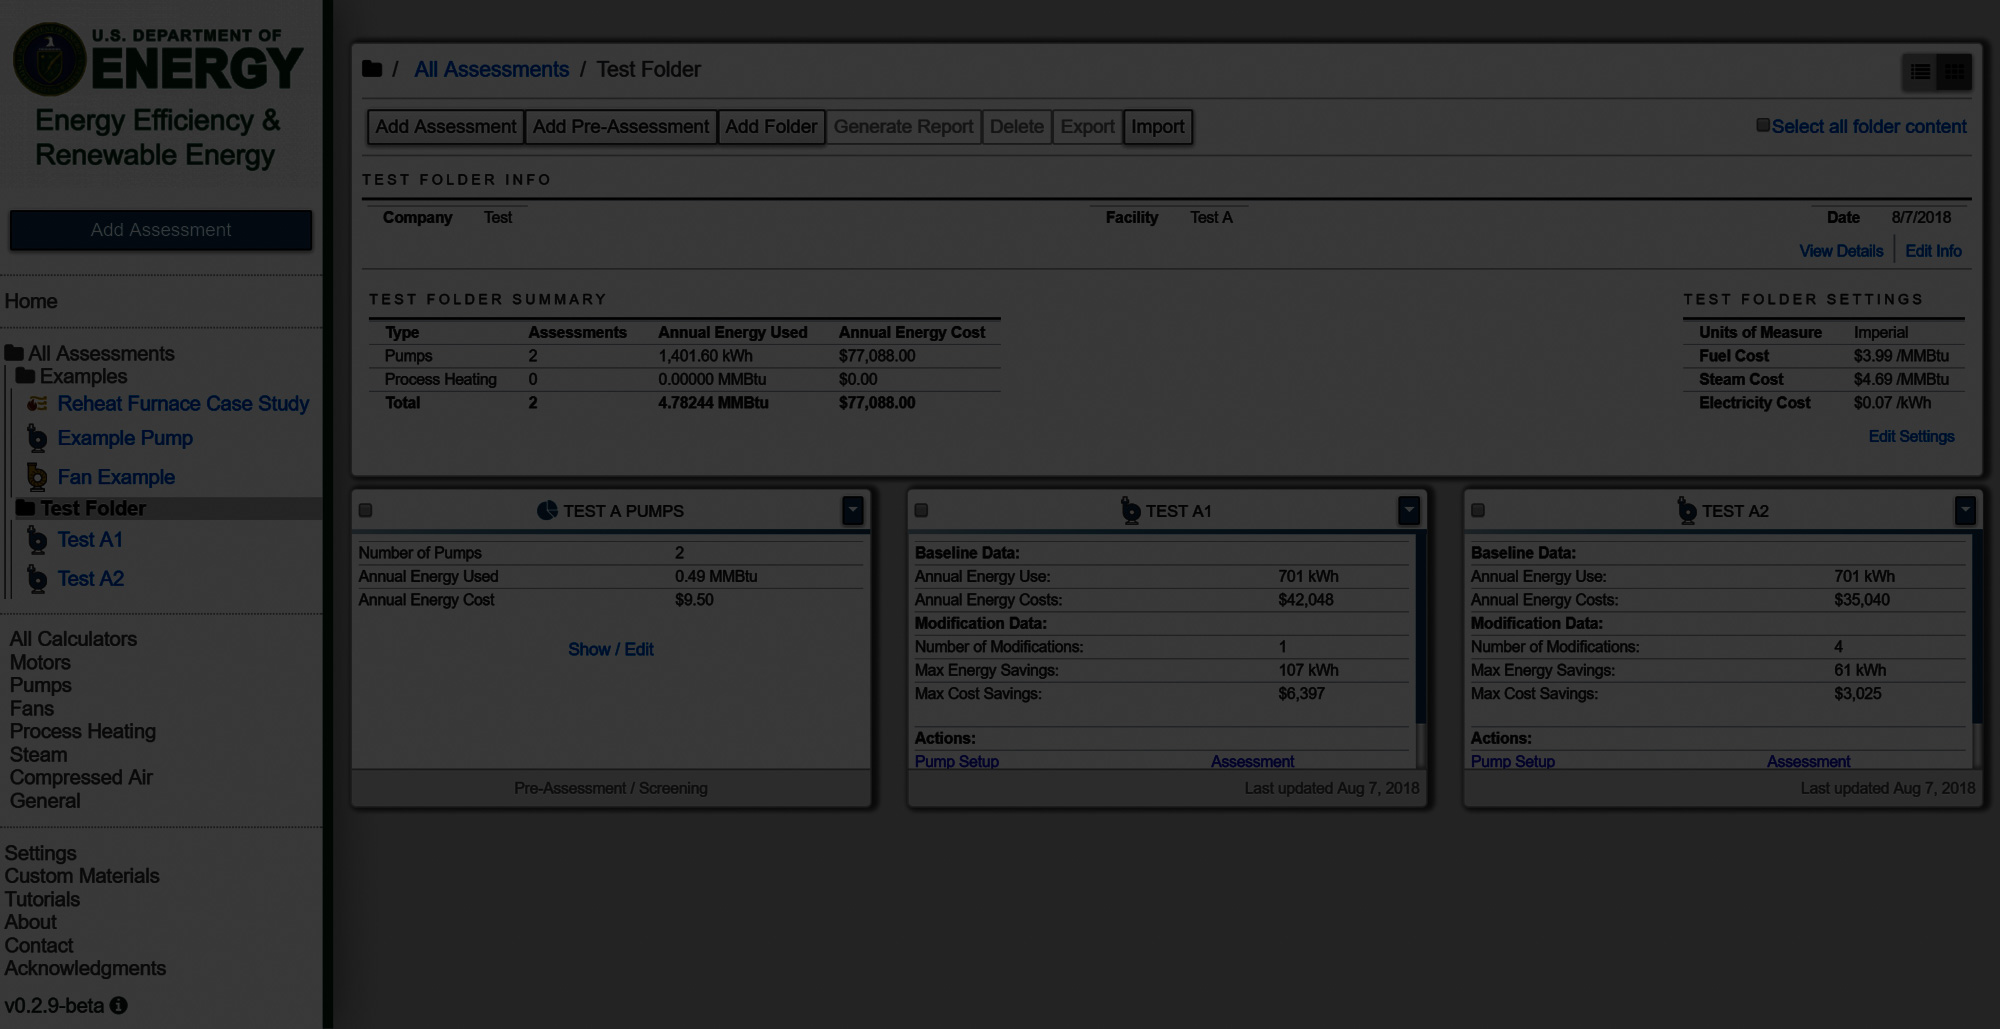 U.S. DEPARTMENT OF
ENERGY
Energy Efficiency &
Renewable Energy
Add Assessment
Home
All Assessments
Examples
Reheat Furnace Case Study
Example Pump
Fan Example
Test Folder
Test A1
Test A2
All Calculators
Motors
Pumps
Fans
Process Heating
Steam
Compressed Air
General
Settings
Custom Materials
Tutorials
About
Contact
Acknowledgments
v0.2.9-beta
/ All Assessments / Test Folder
Add Assessment Add Pre-Assessment Add Folder Generate Report Delete Export Import Select all folder content
TEST FOLDER INFO
Company Test Facility Test A Date 8/7/2018
View Details Edit Info
TEST FOLDER SUMMARY
Type Assessments Annual Energy Used Annual Energy Cost
Pumps 2 1,401.60 kWh $77,088.00
Process Heating 0 0.00000 MMBtu $0.00
Total 2 4.78244 MMBtu $77,088.00
TEST FOLDER SETTINGS
Units of Measure Imperial
Fuel Cost $3.99 /MMBtu
Steam Cost $4.69 /MMBtu
Electricity Cost $0.07 /kWh
Edit Settings
TEST A PUMPS
Number of Pumps 2
Annual Energy Used 0.49 MMBtu
Annual Energy Cost $9.50
Show / Edit
Pre-Assessment / Screening
TEST A1
Baseline Data:
Annual Energy Use: 701 kWh
Annual Energy Costs: $42,048
Modification Data:
Number of Modifications: 1
Max Energy Savings: 107 kWh
Max Cost Savings: $6,397
Actions:
Pump Setup Assessment
Last updated Aug 7, 2018
TEST A2
Baseline Data:
Annual Energy Use: 701 kWh
Annual Energy Costs: $35,040
Modification Data:
Number of Modifications: 4
Max Energy Savings: 61 kWh
Max Cost Savings: $3,025
Actions:
Pump Setup Assessment
Last updated Aug 7, 2018